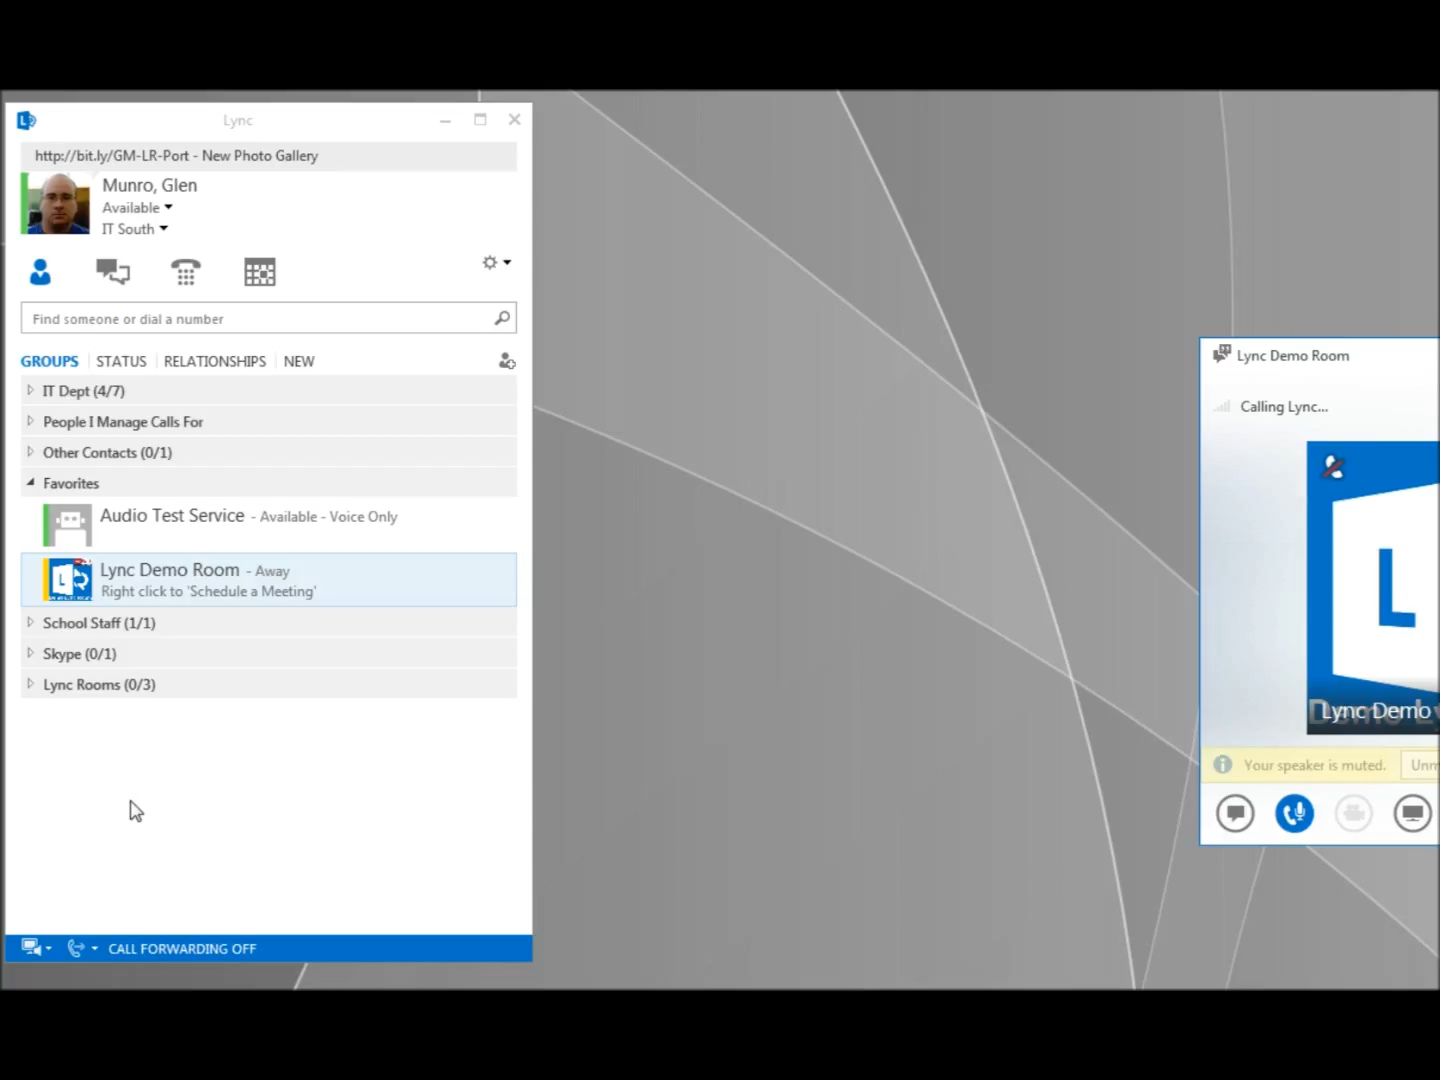 Lync
http://bit.ly/GM-LR-Port - New Photo Gallery
Munro, Glen
Available
IT South
Find someone or dial a number
GROUPS STATUS RELATIONSHIPS NEW
IT Dept (4/7)
People I Manage Calls For
Other Contacts (0/1)
Favorites
Audio Test Service - Available - Voice Only
Lync Demo Room - Away
Right click to 'Schedule a Meeting'
School Staff (1/1)
Skype (0/1)
Lync Rooms (0/3)
CALL FORWARDING OFF
Lync Demo Room
Calling Lync...
L
Lync Demo
Your speaker is muted.